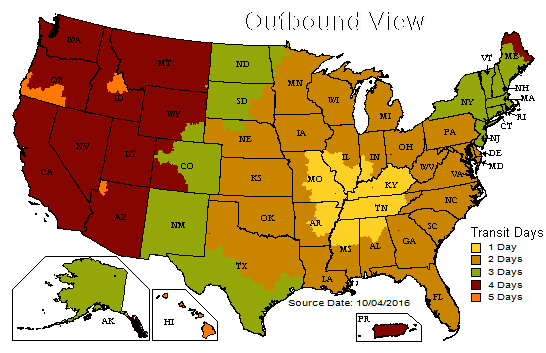 Outbound View
WA
MT
ND
MN
ME
VT
OR
ID
SD
WI
MI
NY
NH
MA
RI
CT
WY
NE
IA
IL
IN
OH
PA
NJ
DE
MD
NV
UT
CO
KS
MO
KY
WV
VA
CA
AZ
NM
OK
AR
TN
NC
SC
TX
LA
MS
AL
GA
FL
Transit Days
1 Day
2 Days
3 Days
4 Days
5 Days
Source Date: 10/04/2016
AK
HI
PR